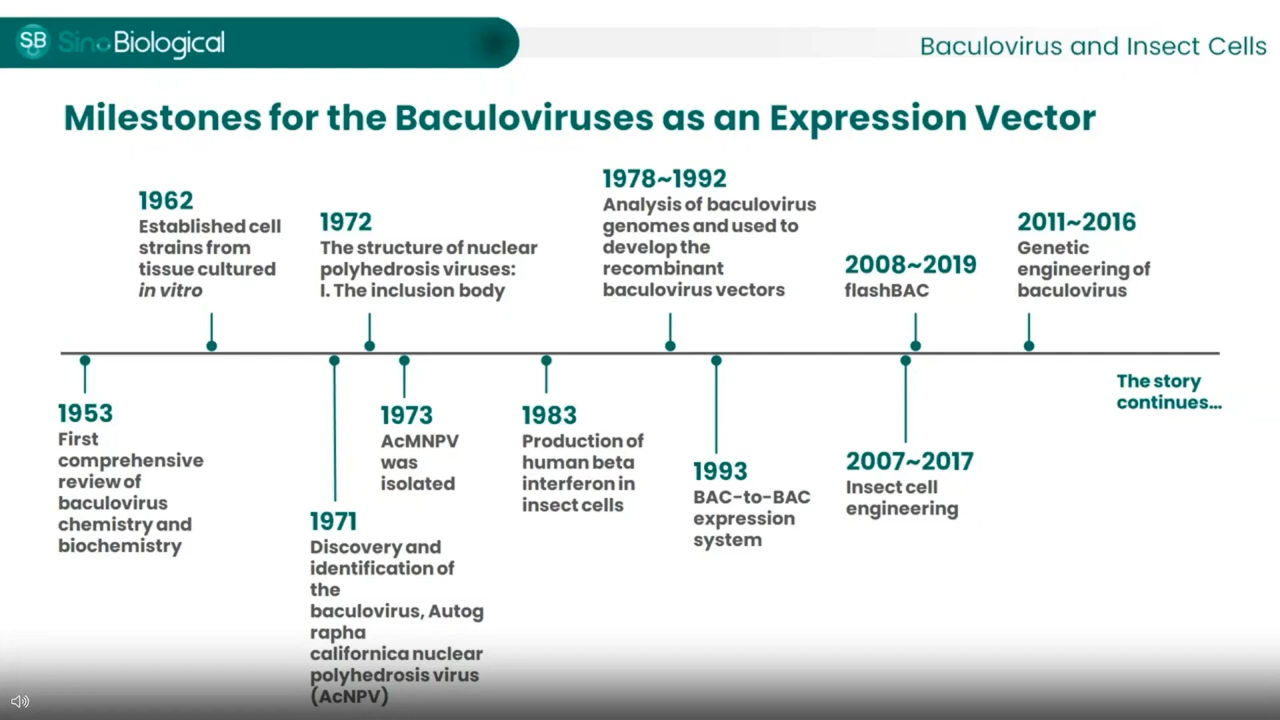 SB SinoBiological
Baculovirus and Insect Cells
Milestones for the Baculoviruses as an Expression Vector
1962
Established cell
strains from
tissue cultured
in vitro
1972
The structure of nuclear
polyhedrosis viruses:
I. The inclusion body
1978~1992
Analysis of baculovirus
genomes and used to
develop the
recombinant
baculovirus vectors
2008~2019
flashBAC
2011~2016
Genetic
engineering of
baculovirus
1953
First
comprehensive
review of
baculovirus
chemistry and
biochemistry
1971
Discovery and
identification of
the
baculovirus, Autog
rapha
californica nuclear
polyhedrosis virus
(AcNPV)
1973
AcMNPV
was
isolated
1983
Production of
human beta
interferon in
insect cells
1993
BAC-to-BAC
expression
system
2007~2017
Insect cell
engineering
The story
continues...